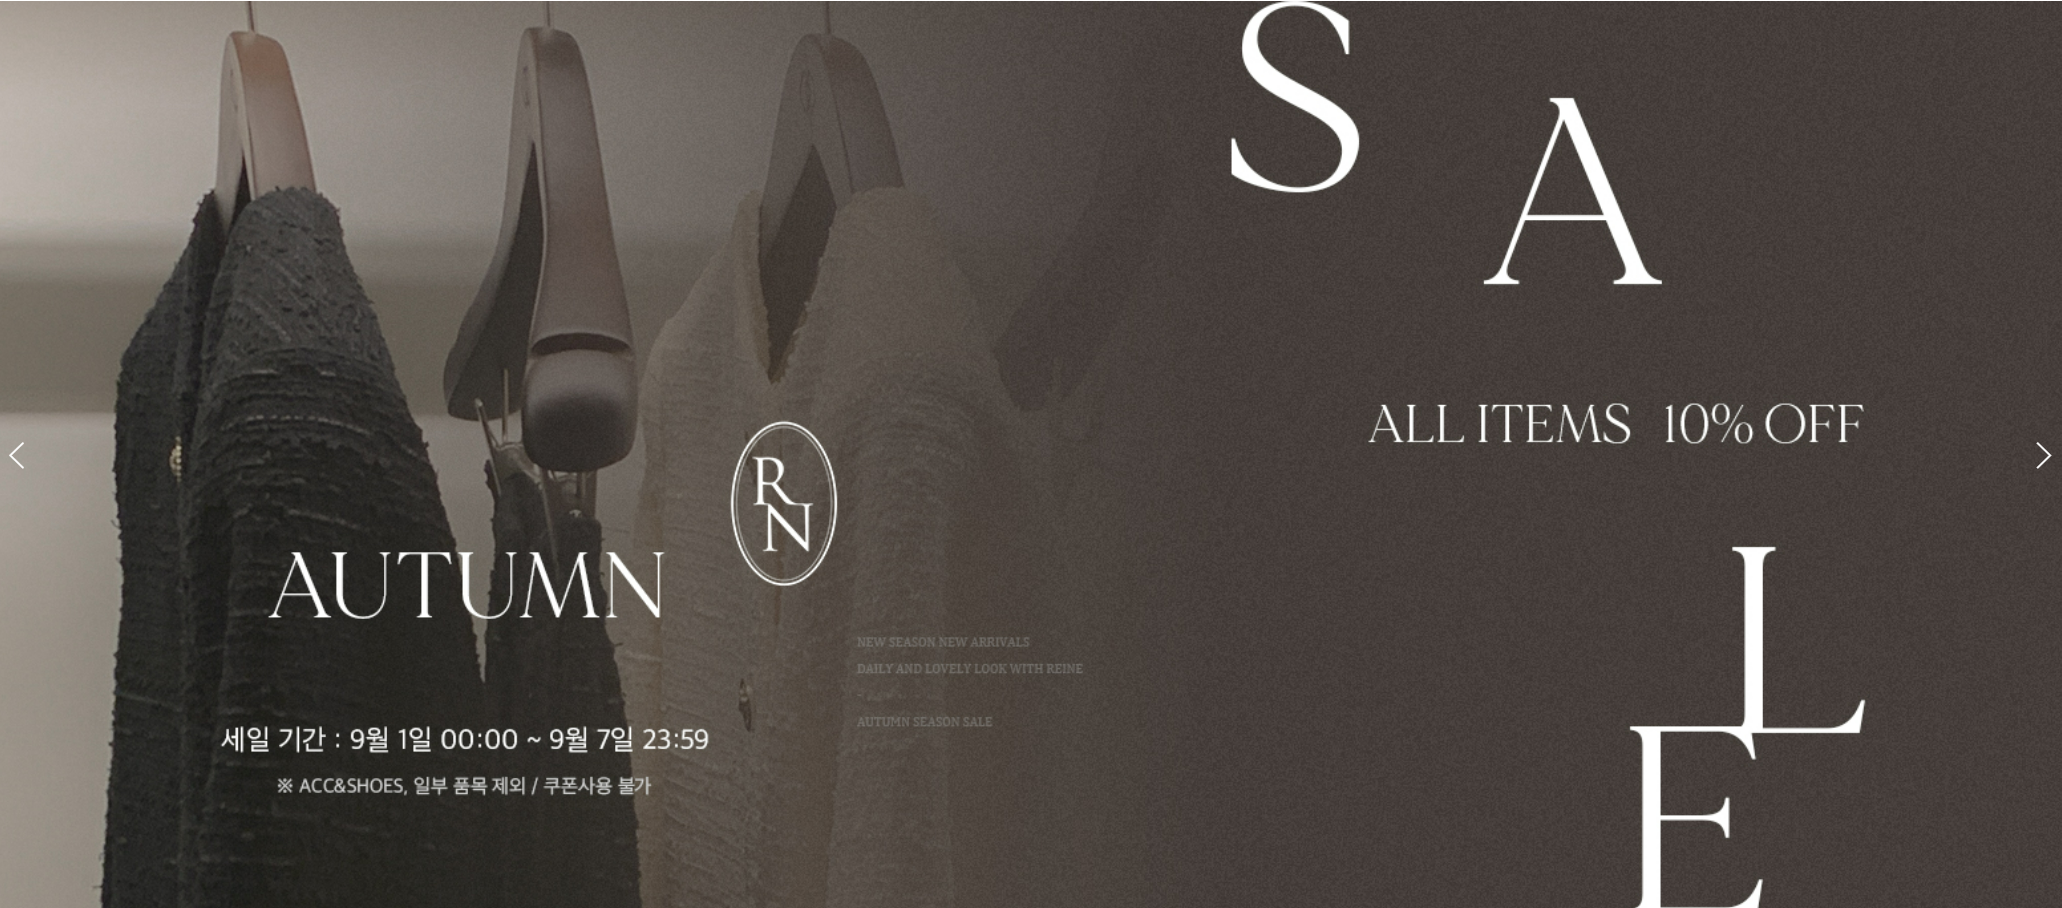 SALE
ALL ITEMS 10% OFF
RN
AUTUMN
NEW SEASON NEW ARRIVALS
DAILY AND LOVELY LOOK WITH REINE
AUTUMN SEASON SALE
세일 기간 : 9월 1일 00:00 ~ 9월 7일 23:59
※ ACC&SHOES, 일부 품목 제외 / 쿠폰사용 불가